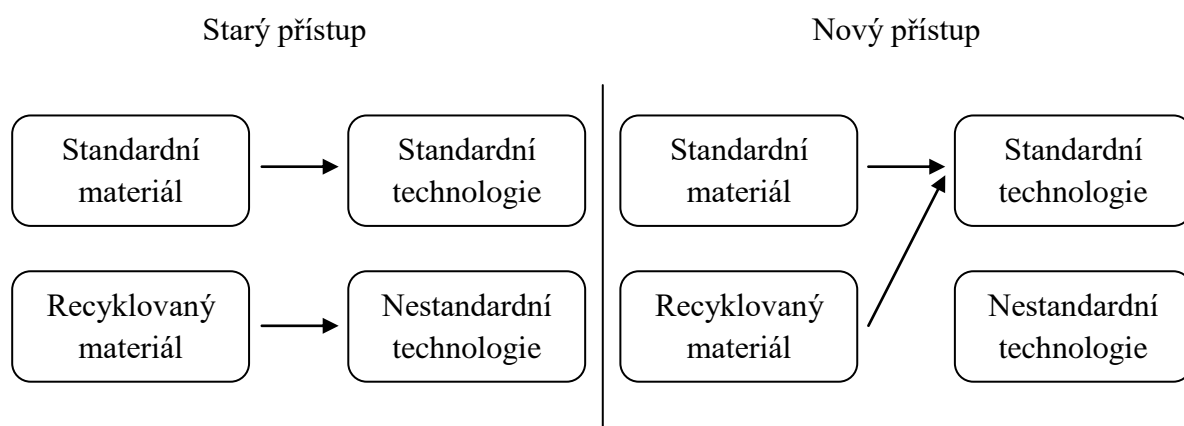 Starý přístup
Nový přístup
Standardní
materiál
Standardní
technologie
Standardní
materiál
Standardní
technologie
Recyklovaný
materiál
Nestandardní
technologie
Recyklovaný
materiál
Nestandardní
technologie